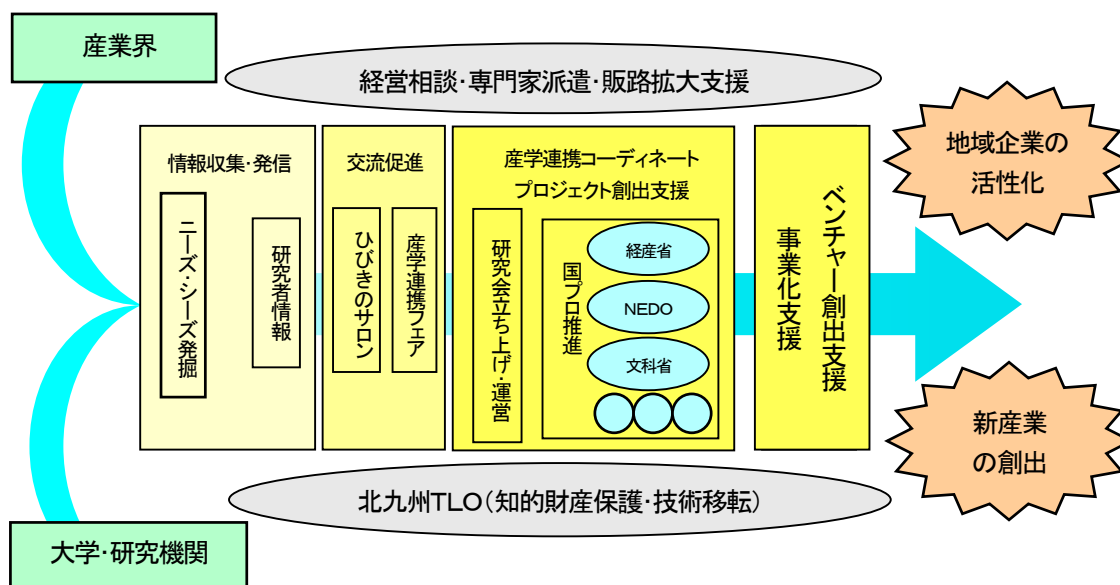 産業界
経営相談・専門家派遣・販路拡大支援
情報収集・発信
ニーズ・シーズ発掘
研究者情報
交流促進
ひびきのサロン
産学連携フェア
産学連携コーディネート
プロジェクト創出支援
研究会立ち上げ・運営
国プロ推進
経産省
NEDO
文科省
ベンチャー創出支援
事業化支援
地域企業の
活性化
新産業
の創出
北九州TLO(知的財産保護・技術移転)
大学・研究機関